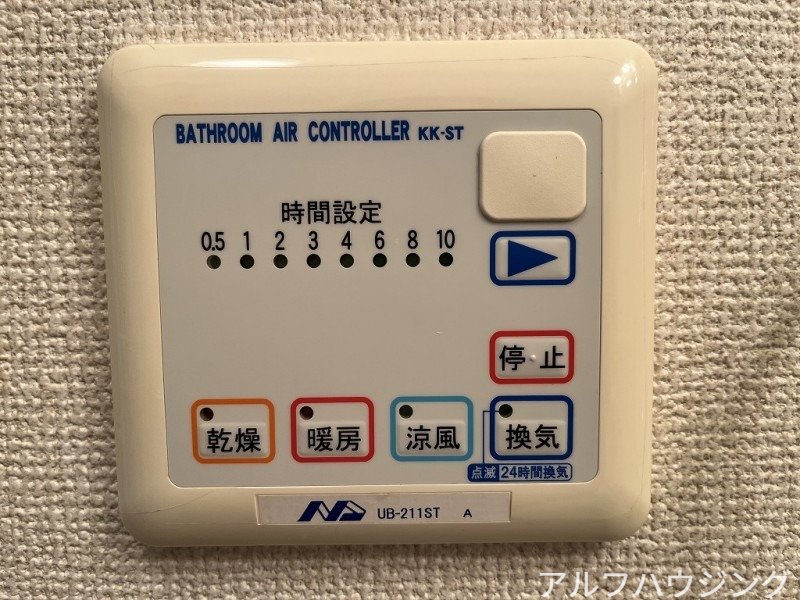 BATHROOM AIR CONTROLLER KK-ST
時間設定
0.5 1 2 3 4 6 8 10
停止
乾燥 暖房 涼風 換気
点滅 24時間換気
UB-211ST A
アルフハウジング